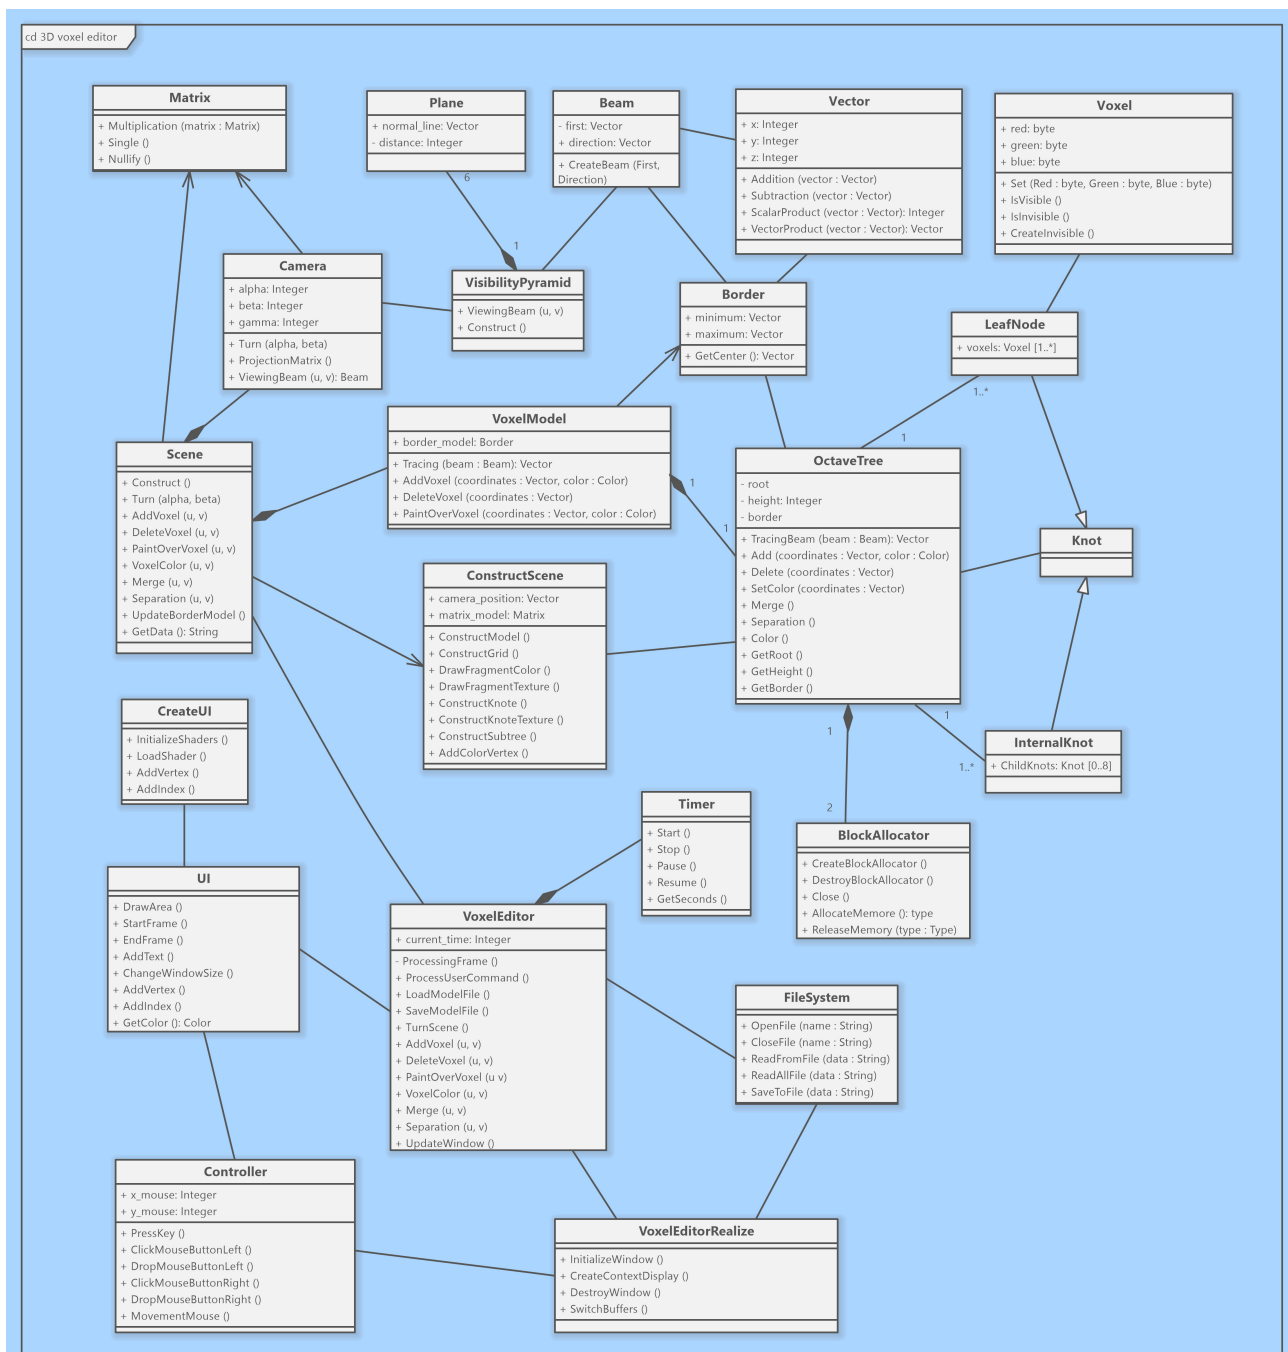 cd 3D voxel editor
Matrix
+ Multiplication (matrix : Matrix)
+ Single ()
+ Nullify ()
Plane
+ normal_line: Vector
- distance: Integer
6
Beam
- first: Vector
+ direction: Vector
+ CreateBeam (First,
Direction)
Vector
+ x: Integer
+ y: Integer
+ z: Integer
+ Addition (vector : Vector)
+ Subtraction (vector : Vector)
+ ScalarProduct (vector : Vector): Integer
+ VectorProduct (vector : Vector): Vector
Voxel
+ red: byte
+ green: byte
+ blue: byte
+ Set (Red : byte, Green : byte, Blue : byte)
+ IsVisible ()
+ IsInvisible ()
+ CreateInvisible ()
Camera
+ alpha: Integer
+ beta: Integer
+ gamma: Integer
+ Turn (alpha, beta)
+ ProjectionMatrix ()
+ ViewingBeam (u, v): Beam
1
VisibilityPyramid
+ ViewingBeam (u, v)
+ Construct ()
Border
+ minimum: Vector
+ maximum: Vector
+ GetCenter (): Vector
LeafNode
+ voxels: Voxel [1..*]
1..*
1
VoxelModel
+ border_model: Border
+ Tracing (beam : Beam): Vector
+ AddVoxel (coordinates : Vector, color : Color)
+ DeleteVoxel (coordinates : Vector)
+ PaintOverVoxel (coordinates : Vector, color : Color)
1
1
Scene
+ Construct ()
+ Turn (alpha, beta)
+ AddVoxel (u, v)
+ DeleteVoxel (u, v)
+ PaintOverVoxel (u, v)
+ VoxelColor (u, v)
+ Merge (u, v)
+ Separation (u, v)
+ UpdateBorderModel ()
+ GetData (): String
OctaveTree
- root
- height: Integer
- border
+ TracingBeam (beam : Beam): Vector
+ Add (coordinates : Vector, color : Color)
+ Delete (coordinates : Vector)
+ SetColor (coordinates : Vector)
+ Merge ()
+ Separation ()
+ Color ()
+ GetRoot ()
+ GetHeight ()
+ GetBorder ()
Knot
ConstructScene
+ camera_position: Vector
+ matrix_model: Matrix
+ ConstructModel ()
+ ConstructGrid ()
+ DrawFragmentColor ()
+ DrawFragmentTexture ()
+ ConstructKnote ()
+ ConstructKnoteTexture ()
+ ConstructSubtree ()
+ AddColorVertex ()
1
1
1..*
2
InternalKnot
+ ChildKnots: Knot [0..8]
CreateUI
+ InitializeShaders ()
+ LoadShader ()
+ AddVertex ()
+ AddIndex ()
Timer
+ Start ()
+ Stop ()
+ Pause ()
+ Resume ()
+ GetSeconds ()
BlockAllocator
+ CreateBlockAllocator ()
+ DestroyBlockAllocator ()
+ Close ()
+ AllocateMemore (): type
+ ReleaseMemory (type : Type)
UI
+ DrawArea ()
+ StartFrame ()
+ EndFrame ()
+ AddText ()
+ ChangeWindowSize ()
+ AddVertex ()
+ AddIndex ()
+ GetColor (): Color
VoxelEditor
+ current_time: Integer
- ProcessingFrame ()
+ ProcessUserCommand ()
+ LoadModelFile ()
+ SaveModelFile ()
+ TurnScene ()
+ AddVoxel (u, v)
+ DeleteVoxel (u, v)
+ PaintOverVoxel (u v)
+ VoxelColor (u, v)
+ Merge (u, v)
+ Separation (u, v)
+ UpdateWindow ()
FileSystem
+ OpenFile (name : String)
+ CloseFile (name : String)
+ ReadFromFile (data : String)
+ ReadAllFile (data : String)
+ SaveToFile (data : String)
Controller
+ x_mouse: Integer
+ y_mouse: Integer
+ PressKey ()
+ ClickMouseButtonLeft ()
+ DropMouseButtonLeft ()
+ ClickMouseButtonRight ()
+ DropMouseButtonRight ()
+ MovementMouse ()
VoxelEditorRealize
+ InitializeWindow ()
+ CreateContextDisplay ()
+ DestroyWindow ()
+ SwitchBuffers ()